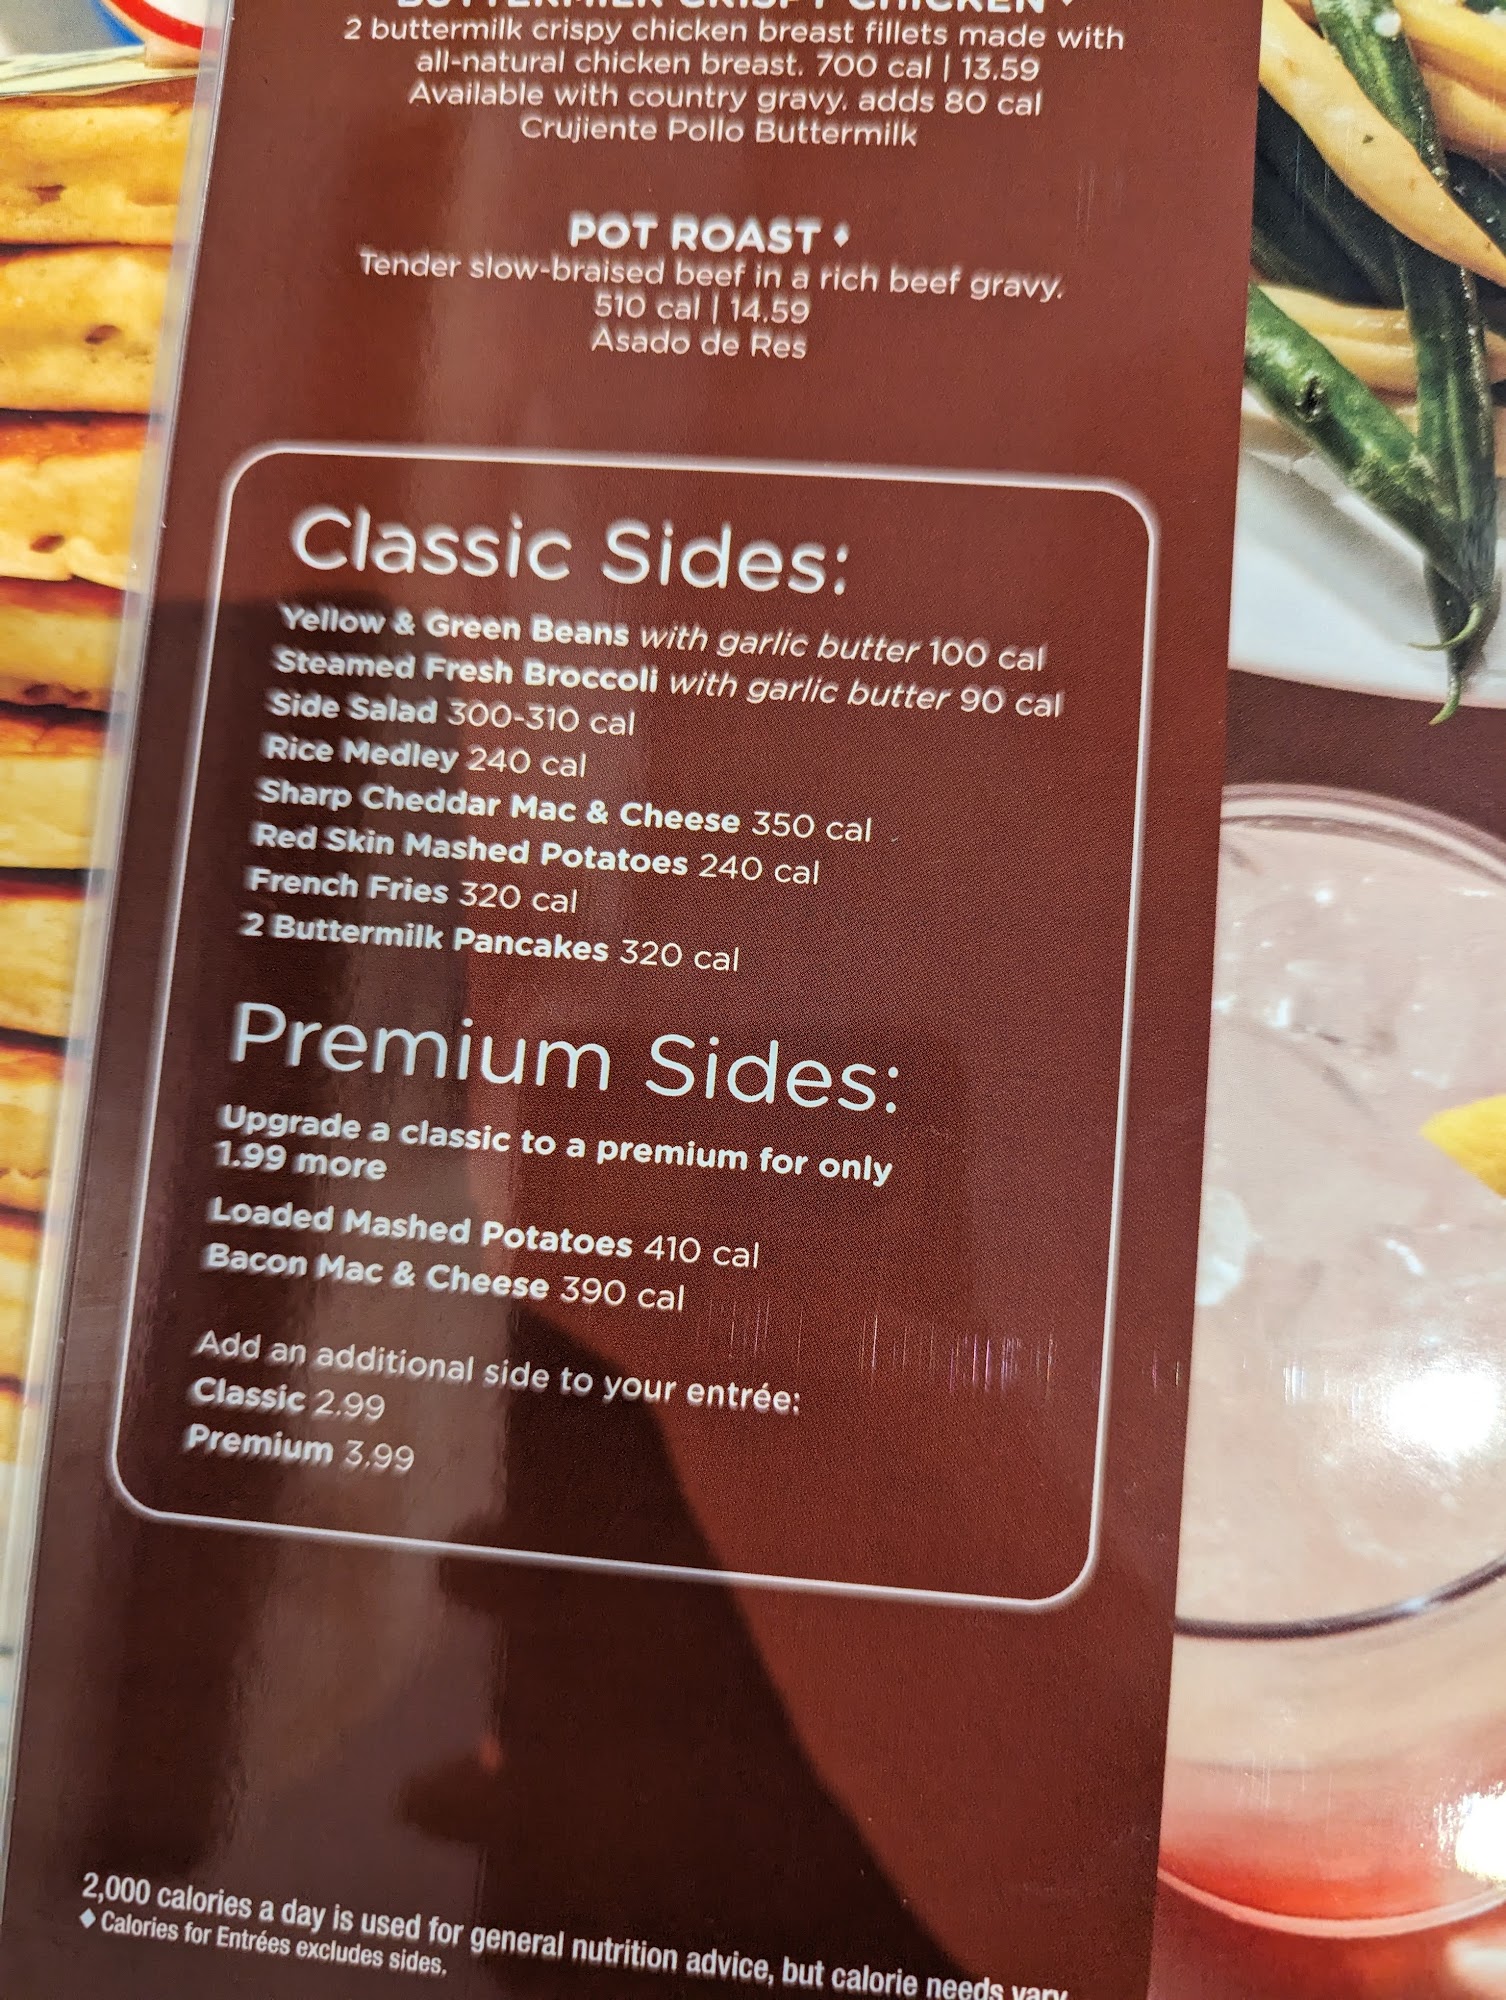 BUTTERMILK CRISPY CHICKEN ♦
2 buttermilk crispy chicken breast fillets made with
all-natural chicken breast. 700 cal | 13.59
Available with country gravy. adds 80 cal
Crujiente Pollo Buttermilk
POT ROAST ♦
Tender slow-braised beef in a rich beef gravy.
510 cal | 14.59
Asado de Res
Classic Sides:
Yellow & Green Beans with garlic butter 100 cal
Steamed Fresh Broccoli with garlic butter 90 cal
Side Salad 300-310 cal
Rice Medley 240 cal
Sharp Cheddar Mac & Cheese 350 cal
Red Skin Mashed Potatoes 240 cal
French Fries 320 cal
2 Buttermilk Pancakes 320 cal
Premium Sides:
Upgrade a classic to a premium for only
1.99 more
Loaded Mashed Potatoes 410 cal
Bacon Mac & Cheese 390 cal
Add an additional side to your entrée:
Classic 2.99
Premium 3.99
2,000 calories a day is used for general nutrition advice, but calorie needs vary
♦ Calories for Entrées excludes sides.